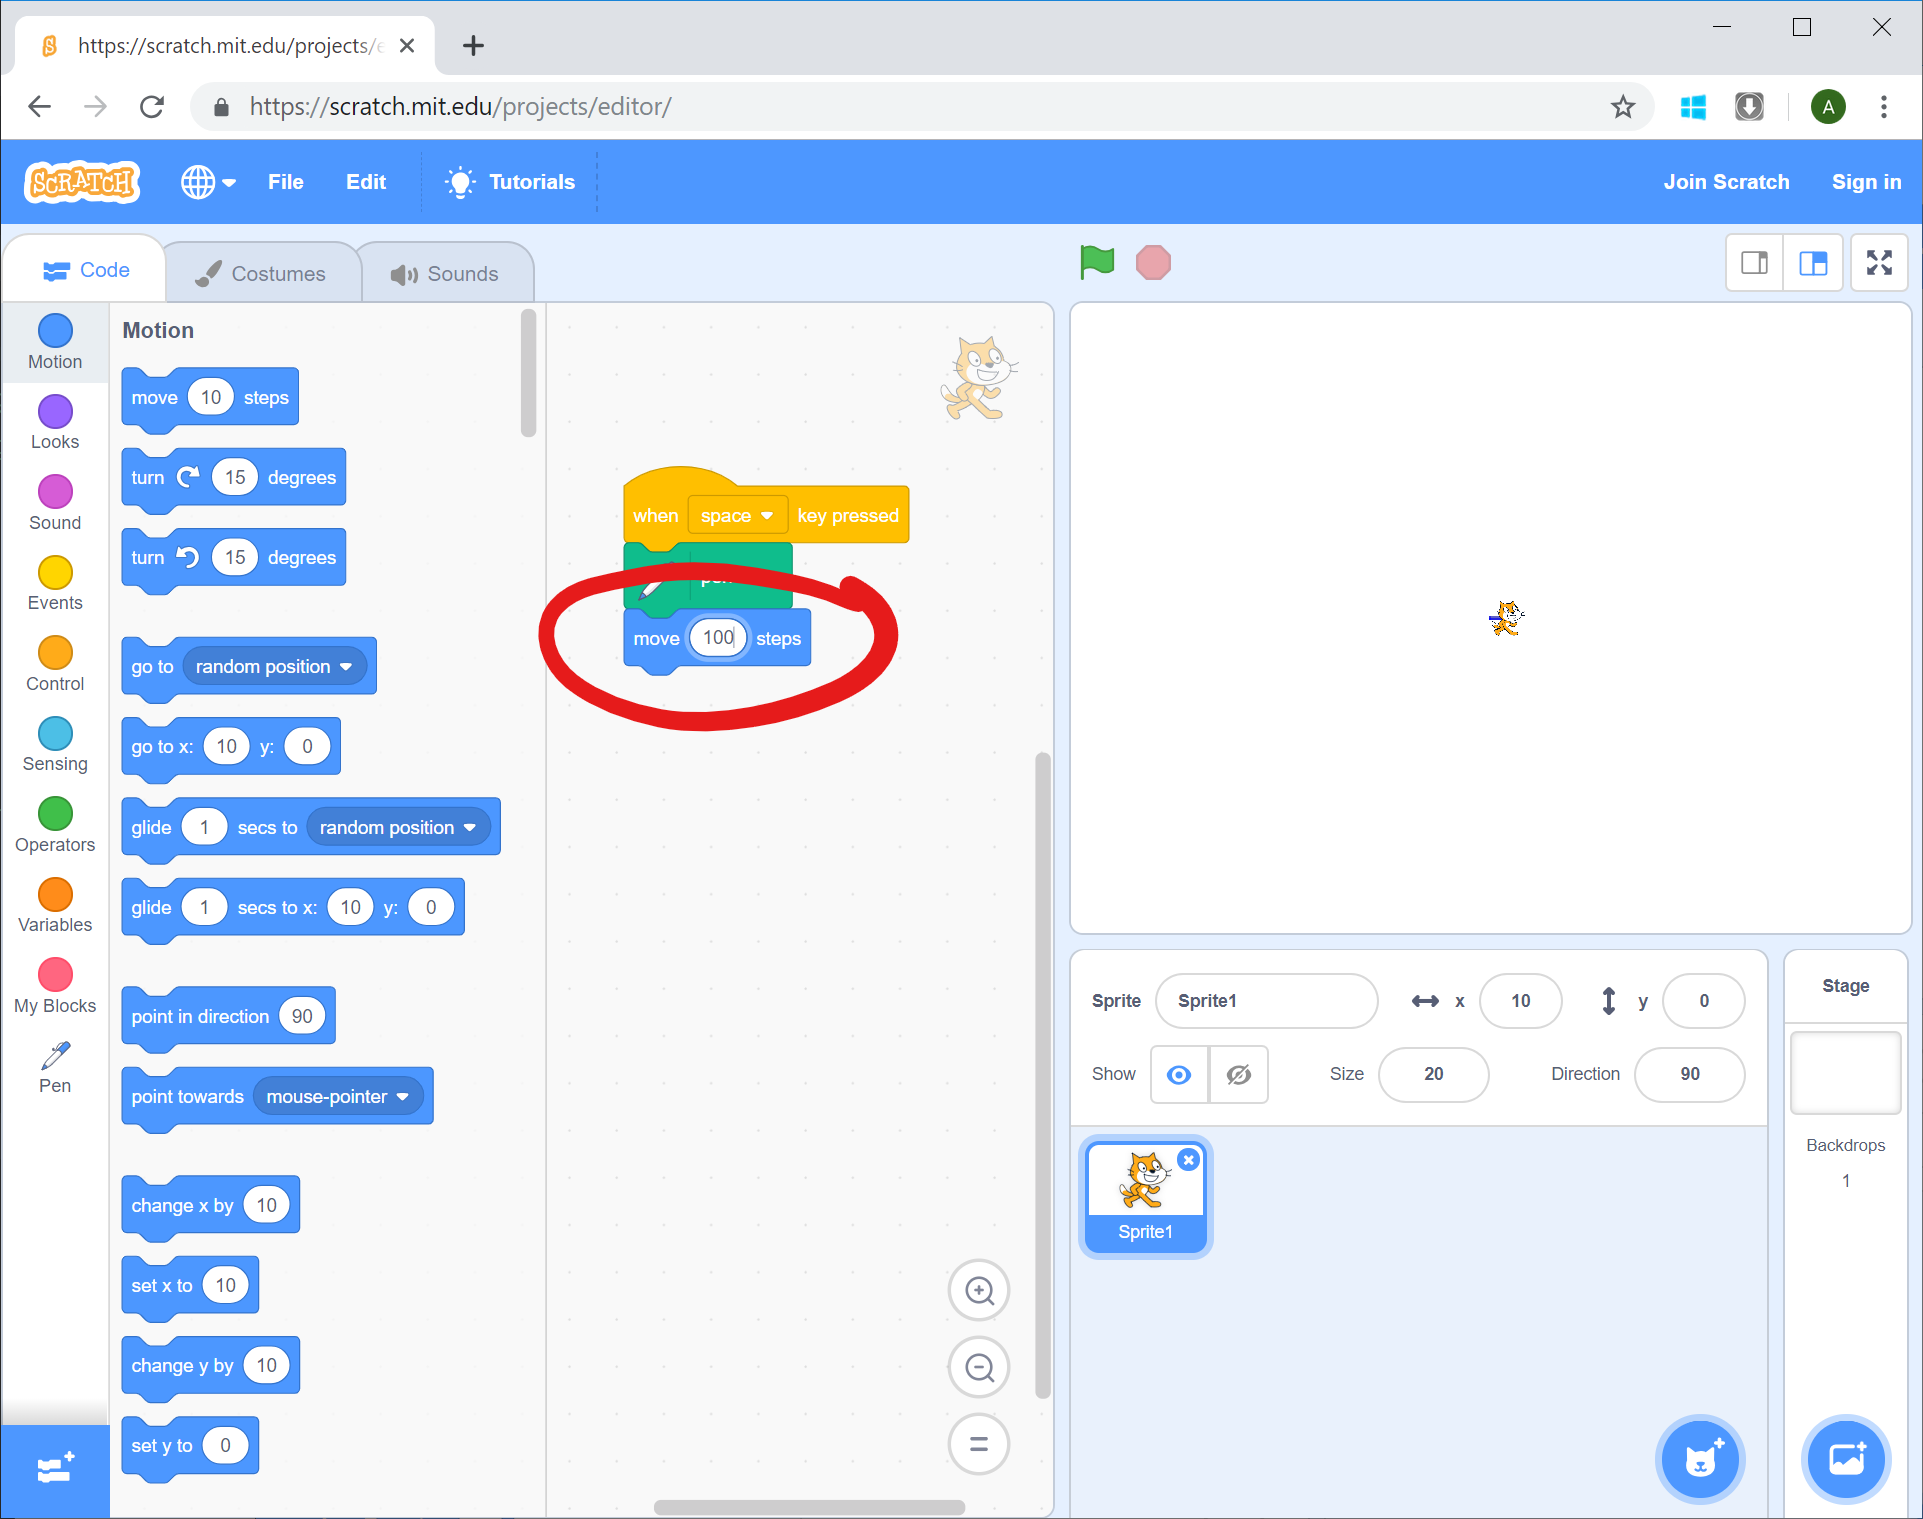 https://scratch.mit.edu/projects/e
https://scratch.mit.edu/projects/editor/
A
SCRATCH
File
Edit
Tutorials
Join Scratch
Sign in
Code
Costumes
Sounds
Motion
Looks
Sound
Events
Control
Sensing
Operators
Variables
My Blocks
Pen
Motion
move 10 steps
turn 15 degrees
turn 15 degrees
go to random position
go to x: 10 y: 0
glide 1 secs to random position
glide 1 secs to x: 10 y: 0
point in direction 90
point towards mouse-pointer
change x by 10
set x to 10
change y by 10
set y to 0
when space key pressed
move 100 steps
Sprite Sprite1 x 10 y 0
Show Size 20 Direction 90
Sprite1
Stage
Backdrops
1